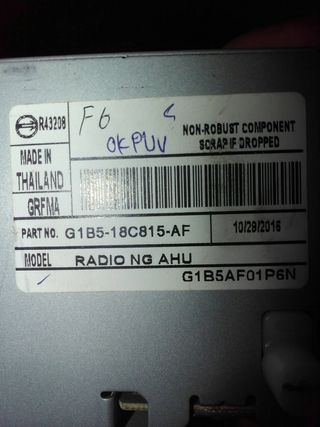 R43208
F6
OKPUV
NON-ROBUST COMPONENT
SCRAP IF DROPPED
MADE IN
THAILAND
GRFMA
PART NO. G1B5-18C815-AF 10/28/2016
MODEL RADIO NG AHU
G1B5AF01P6N